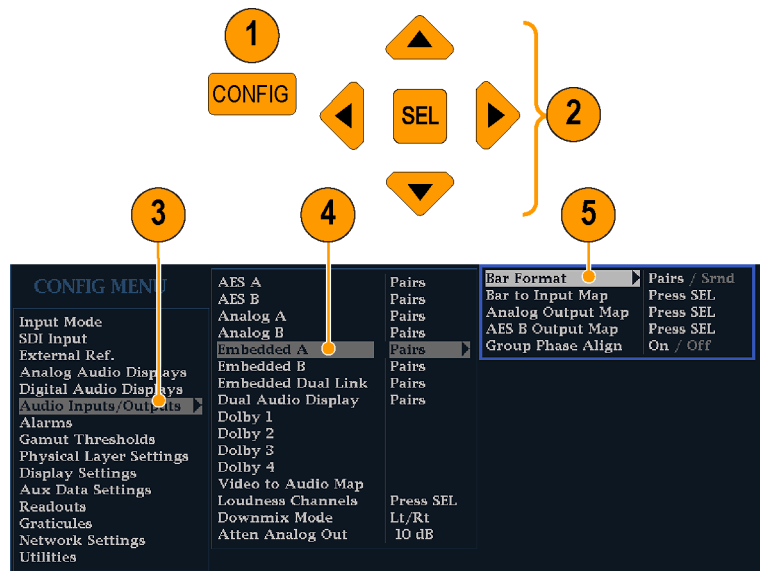 1
CONFIG
SEL
2
3
4
5
CONFIG MENU
Input Mode
SDI Input
External Ref.
Analog Audio Displays
Digital Audio Displays
Audio Inputs/Outputs
Alarms
Gamut Thresholds
Physical Layer Settings
Display Settings
Aux Data Settings
Readouts
Graticules
Network Settings
Utilities
AES A Pairs
AES B Pairs
Analog A Pairs
Analog B Pairs
Embedded A Pairs
Embedded B Pairs
Embedded Dual Link Pairs
Dual Audio Display Pairs
Dolby 1
Dolby 2
Dolby 3
Dolby 4
Video to Audio Map
Loudness Channels Press SEL
Downmix Mode Lt/Rt
Atten Analog Out 10 dB
Bar Format Pairs / Srnd
Bar to Input Map Press SEL
Analog Output Map Press SEL
AES B Output Map Press SEL
Group Phase Align On / Off